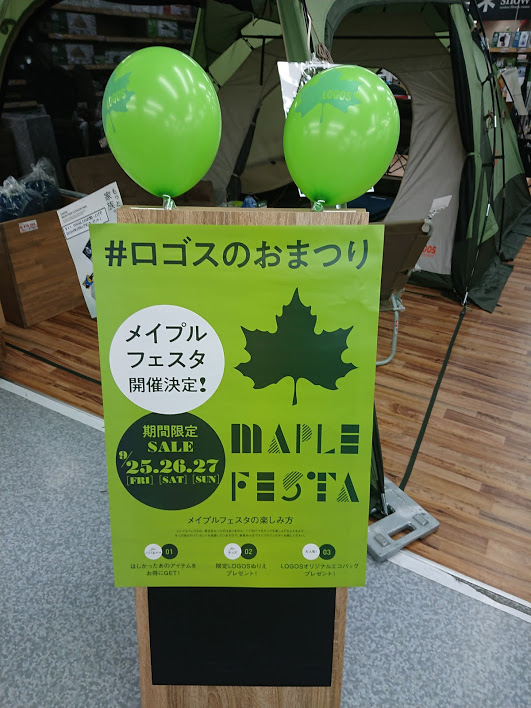 LOGOS
LOGOS
#ロゴスのおまつり
メイプル
フェスタ
開催決定!
期間限定
SALE
9/25.26.27
[FRI] [SAT] [SUN]
MAPLE
FESTA
メイプルフェスタの楽しみ方
01
はしかったあのアイテムを
お得にGET!
02
限定LOGOSぬりえ
プレゼント!
03
LOGOSオリジナルエコバッグ
プレゼント!
LOGOS